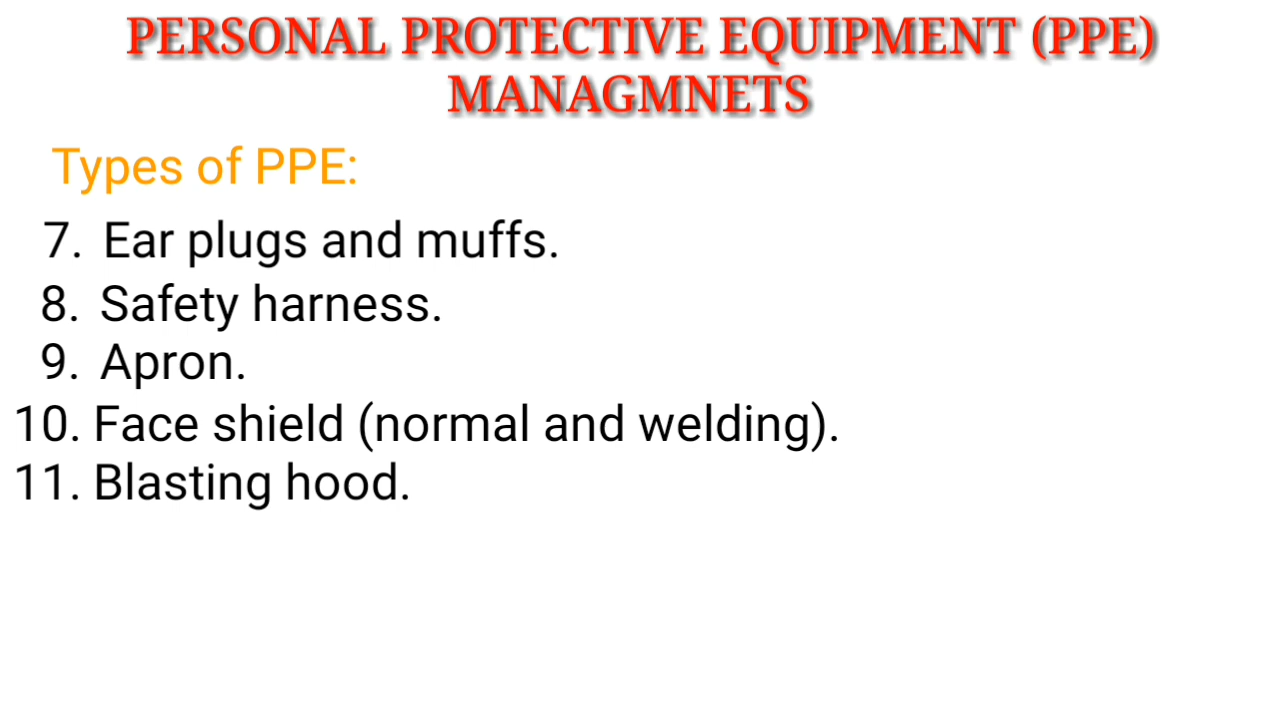 PERSONAL PROTECTIVE EQUIPMENT (PPE)
MANAGMNETS
Types of PPE:
7. Ear plugs and muffs.
8. Safety harness.
9. Apron.
10. Face shield (normal and welding).
11. Blasting hood.